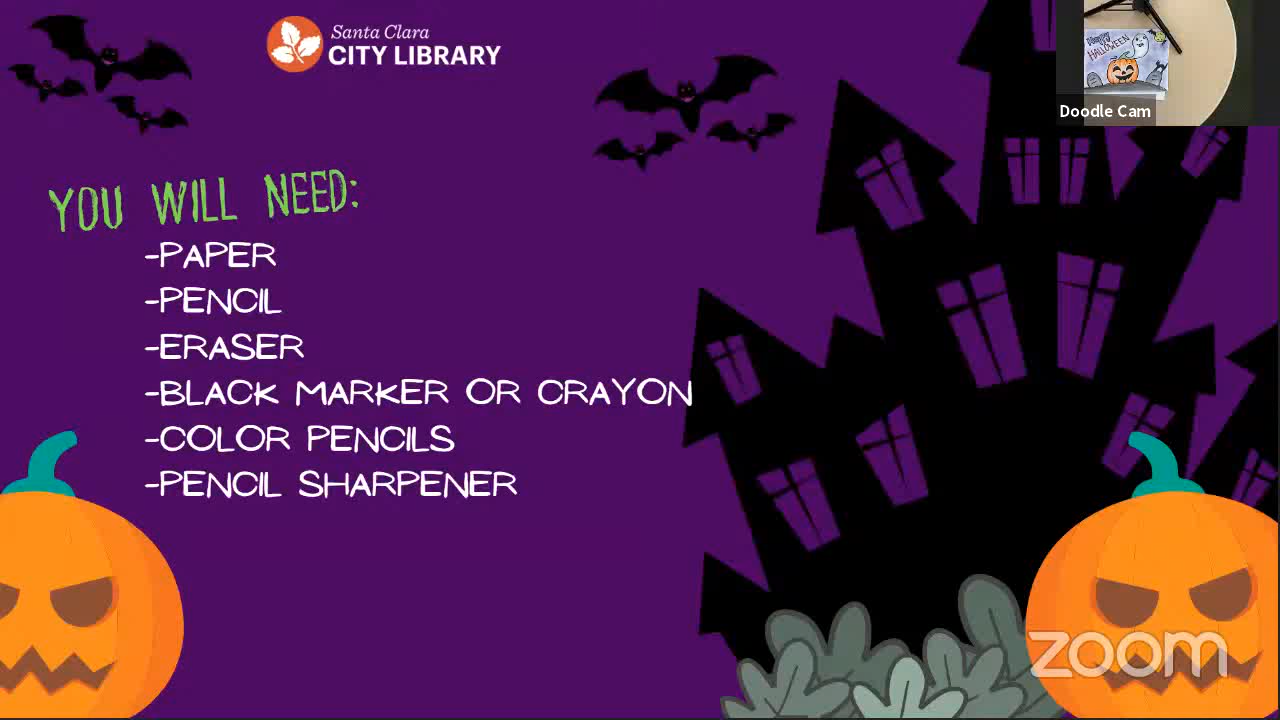 Santa Clara
CITY LIBRARY
HALLOWEEN
Doodle Cam
YOU WILL NEED:
-PAPER
-PENCIL
-ERASER
-BLACK MARKER OR CRAYON
-COLOR PENCILS
-PENCIL SHARPENER
zoom